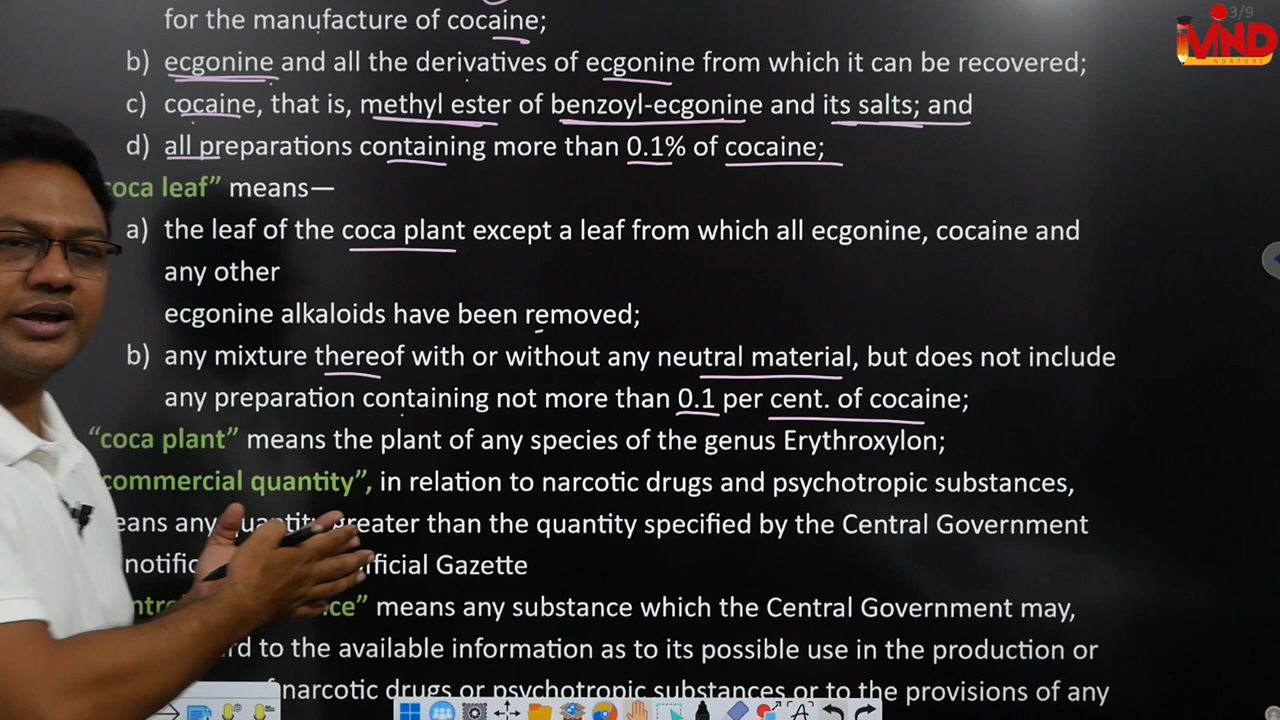 3/9
MIND
NURTURE
for the manufacture of cocaine;
b) ecgonine and all the derivatives of ecgonine from which it can be recovered;
c) cocaine, that is, methyl ester of benzoyl-ecgonine and its salts; and
d) all preparations containing more than 0.1% of cocaine;
coca leaf” means—
a) the leaf of the coca plant except a leaf from which all ecgonine, cocaine and
any other
ecgonine alkaloids have been removed;
b) any mixture thereof with or without any neutral material, but does not include
any preparation containing not more than 0.1 per cent. of cocaine;
“coca plant” means the plant of any species of the genus Erythroxylon;
commercial quantity”, in relation to narcotic drugs and psychotropic substances,
eans any quantity greater than the quantity specified by the Central Government
notific fficial Gazette
ntro ce” means any substance which the Central Government may,
rd to the available information as to its possible use in the production or
f narcotic drugs or psychotropic substances or to the provisions of any